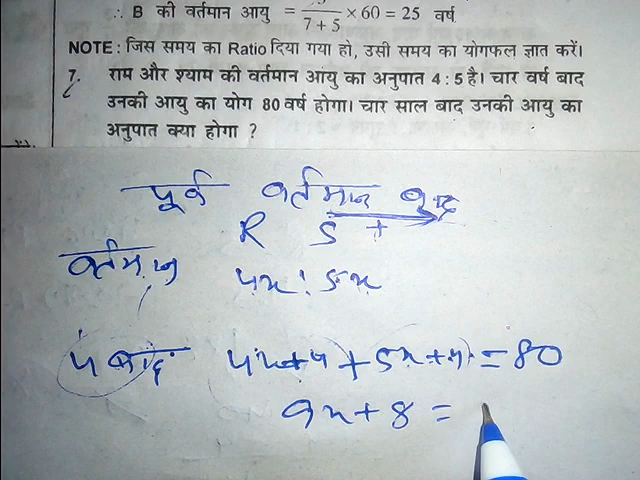 ∴ B की वर्तमान आयु = 5/7+5 × 60 = 25 वर्ष
NOTE : जिस समय का Ratio दिया गया हो, उसी समय का योगफल ज्ञात करें।
7. राम और श्याम की वर्तमान आयु का अनुपात 4 : 5 है। चार वर्ष बाद
उनकी आयु का योग 80 वर्ष होगा। चार साल बाद उनकी आयु का
अनुपात क्या होगा ?
पूर्व वर्तमान बाद
R S +
वर्तमान 4x : 5x
4 बाद 4x+4 + 5x+4 = 80
9x + 8 =